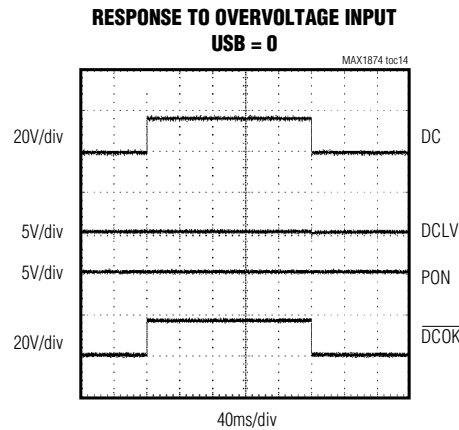 RESPONSE TO OVERVOLTAGE INPUT
USB = 0
MAX1874 toc14
20V/div
DC
5V/div
DCLV
5V/div
PON
20V/div
DCOK
40ms/div